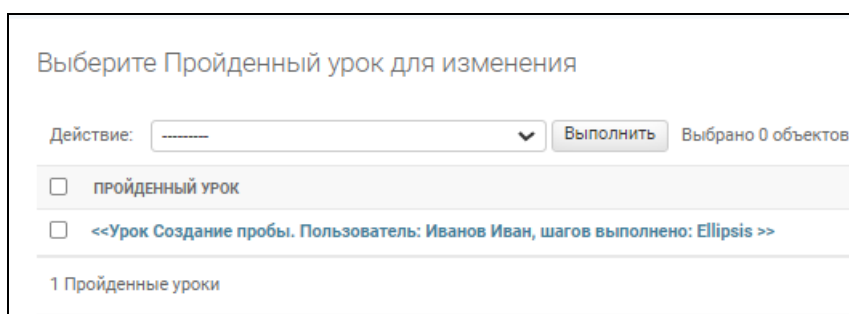 Выберите Пройденный урок для изменения
Действие: --------- Выполнить Выбрано 0 объектов
ПРОЙДЕННЫЙ УРОК
<<Урок Создание пробы. Пользователь: Иванов Иван, шагов выполнено: Ellipsis >>
1 Пройденные уроки